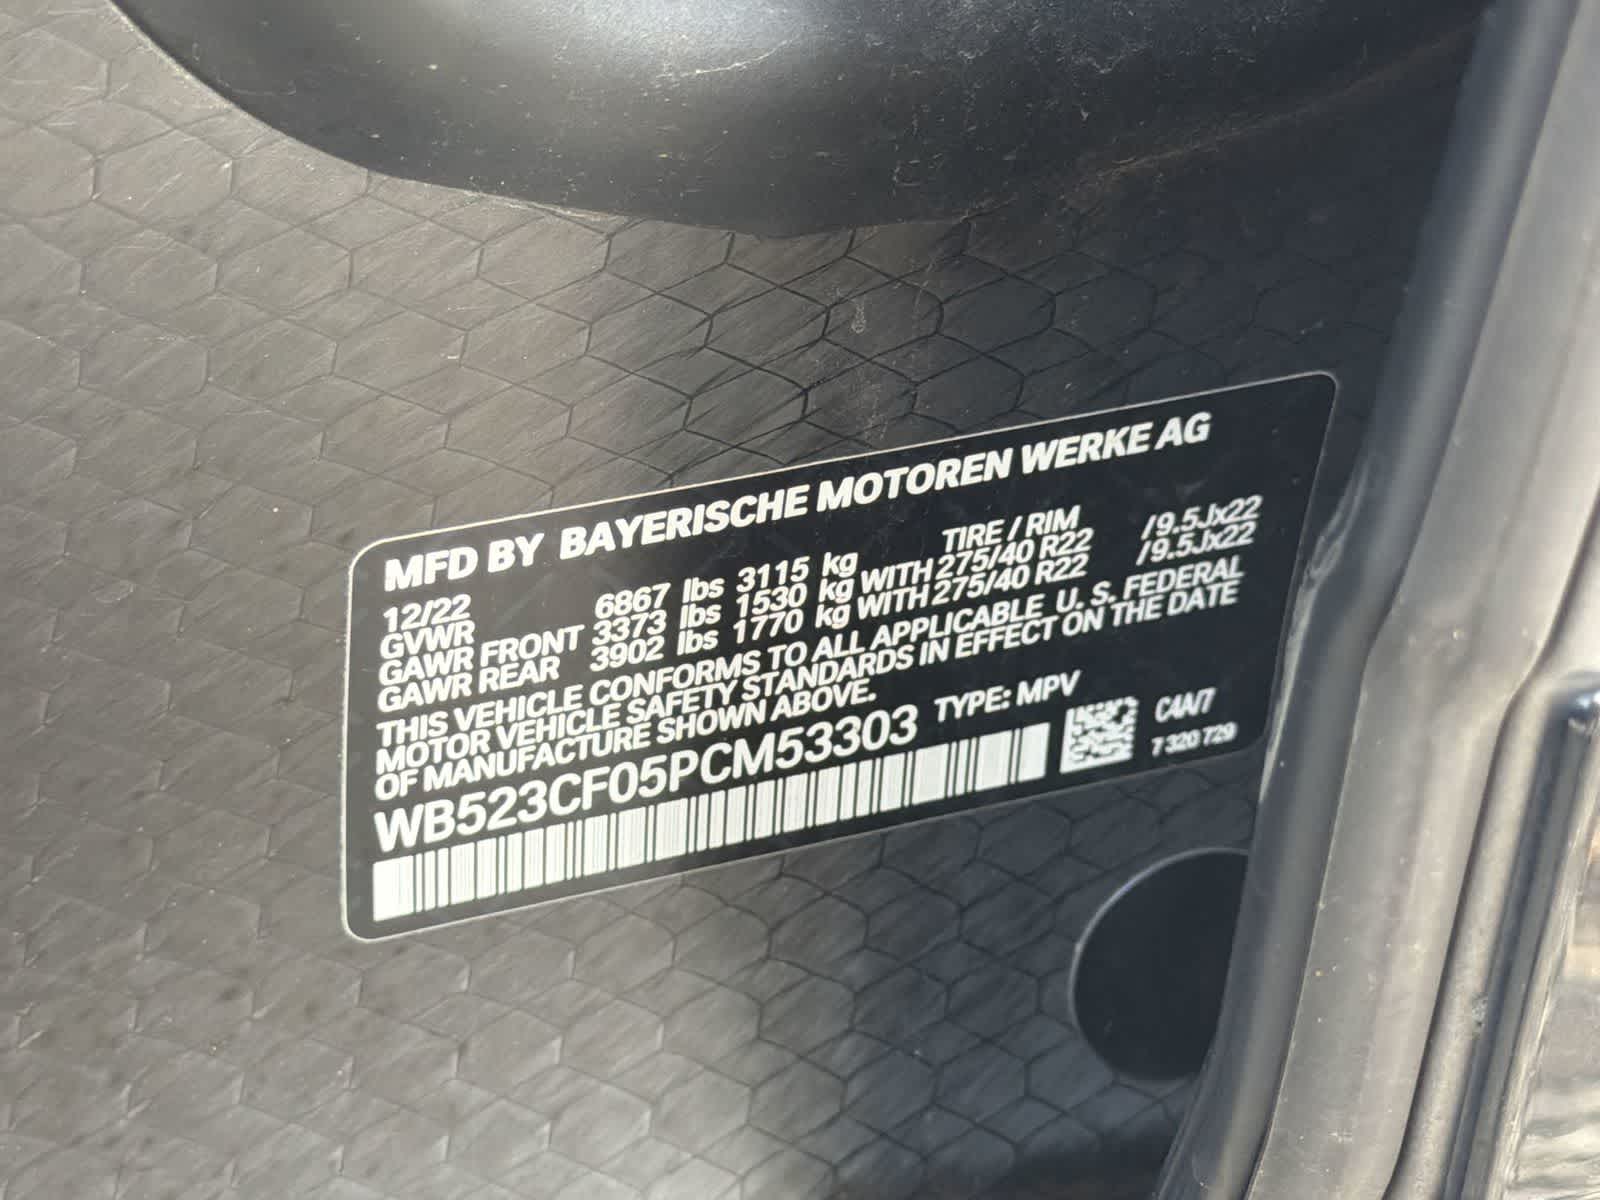 MFD BY BAYERISCHE MOTOREN WERKE AG
12/22 TIRE / RIM
GVWR 6867 lbs 3115 kg
GAWR FRONT 3373 lbs 1530 kg WITH 275/40 R22 /9.5Jx22
GAWR REAR 3902 lbs 1770 kg WITH 275/40 R22 /9.5Jx22
THIS VEHICLE CONFORMS TO ALL APPLICABLE U. S. FEDERAL
MOTOR VEHICLE SAFETY STANDARDS IN EFFECT ON THE DATE
OF MANUFACTURE SHOWN ABOVE.
WB523CF05PCM53303 TYPE: MPV
C4A/7
7 320 729